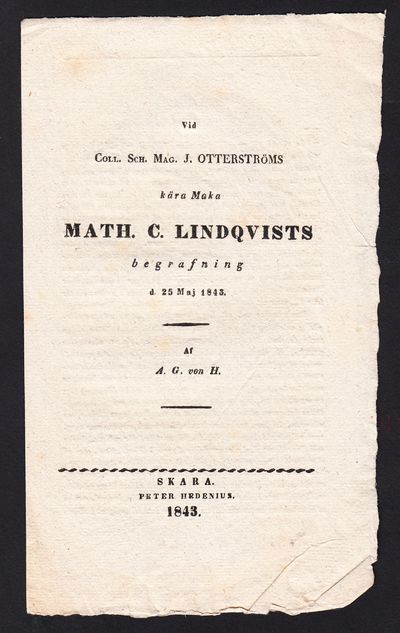 Vid
COLL. SCH. MAG. J. OTTERSTRÖMS
kära Maka
MATH. C. LINDQVISTS
begrafning
d. 25 Maj 1843.
Af
A. G. von H.
SKARA.
PETER HEDENIUS.
1843.